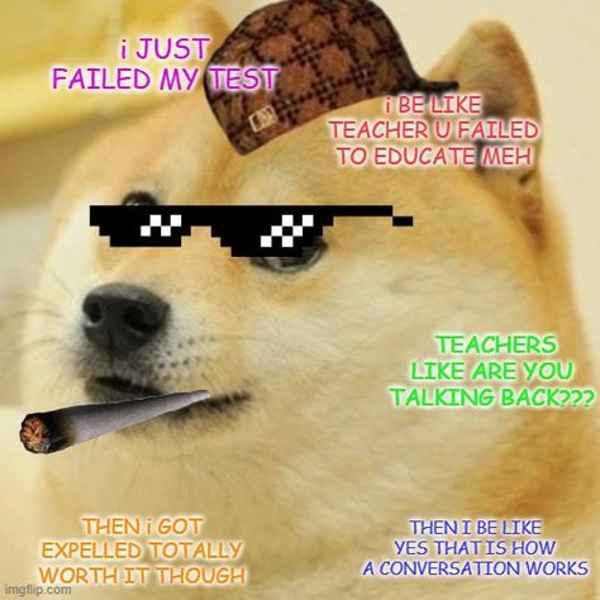 i JUST
FAILED MY TEST
i BE LIKE
TEACHER U FAILED
TO EDUCATE MEH
TEACHERS
LIKE ARE YOU
TALKING BACK???
THEN I BE LIKE
YES THAT IS HOW
A CONVERSATION WORKS
THEN i GOT
EXPELLED TOTALLY
WORTH IT THOUGH
imgflip.com